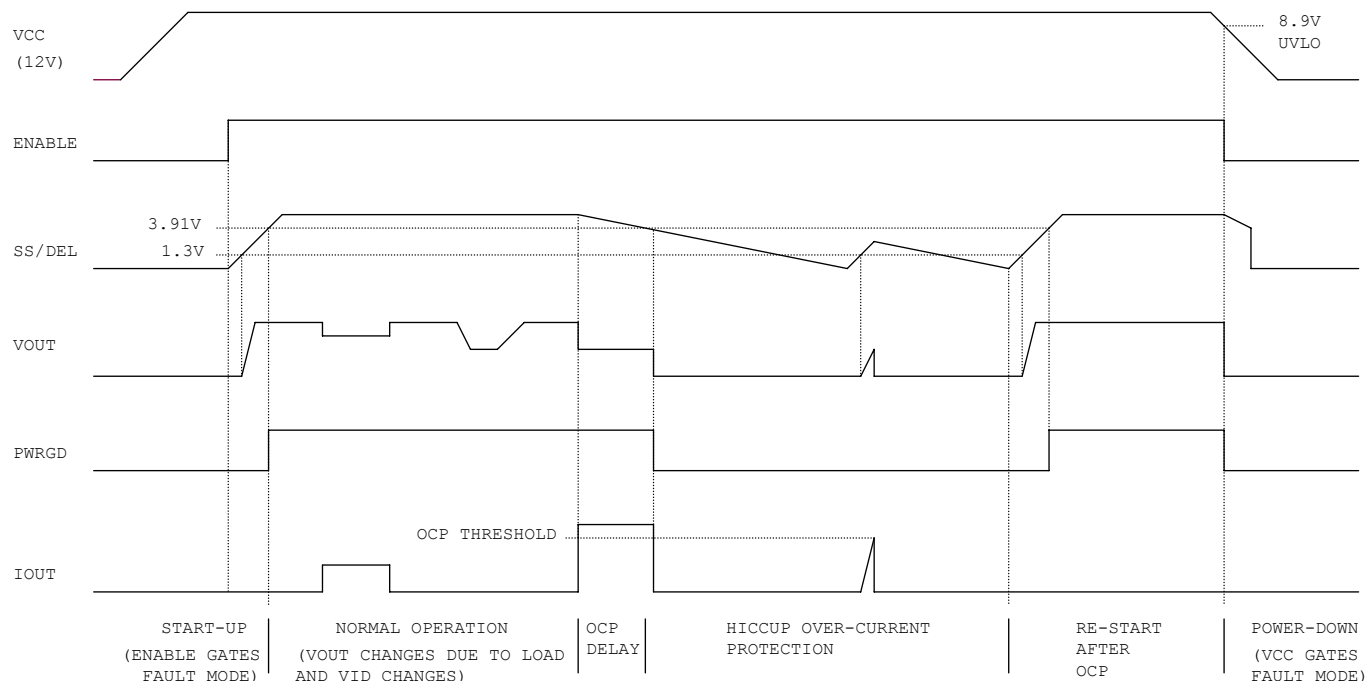 VCC
(12V)
8.9V
UVLO
ENABLE
3.91V
SS/DEL
1.3V
VOUT
PWRGD
OCP THRESHOLD
IOUT
START-UP
(ENABLE GATES
FAULT MODE)
NORMAL OPERATION
(VOUT CHANGES DUE TO LOAD
AND VID CHANGES)
OCP
DELAY
HICCUP OVER-CURRENT
PROTECTION
RE-START
AFTER
OCP
POWER-DOWN
(VCC GATES
FAULT MODE)